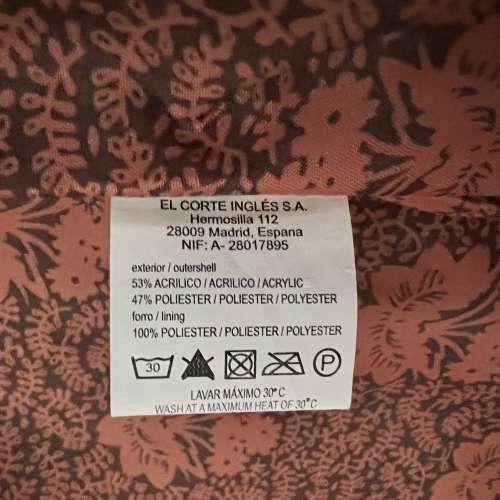 EL CORTE INGLÉS S.A.
Hermosilla 112
28009 Madrid, Espana
NIF: A- 28017895
exterior / outershell
53% ACRILICO / ACRILICO / ACRYLIC
47% POLIESTER / POLIESTER / POLYESTER
forro / lining
100% POLIESTER / POLIESTER / POLYESTER
30 P
LAVAR MÁXIMO 30°C
WASH AT A MAXIMUM HEAT OF 30°C